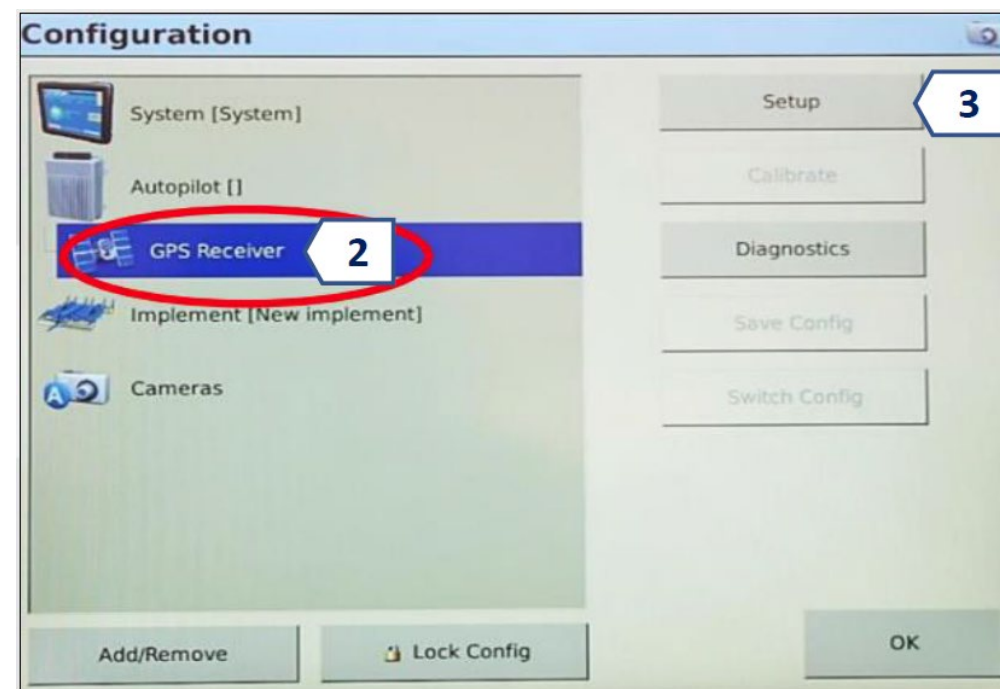 Configuration
System [System]
Setup
3
Autopilot []
Calibrate
GPS Receiver
2
Diagnostics
Implement [New implement]
Save Config
A
Cameras
Switch Config
Add/Remove
Lock Config
OK